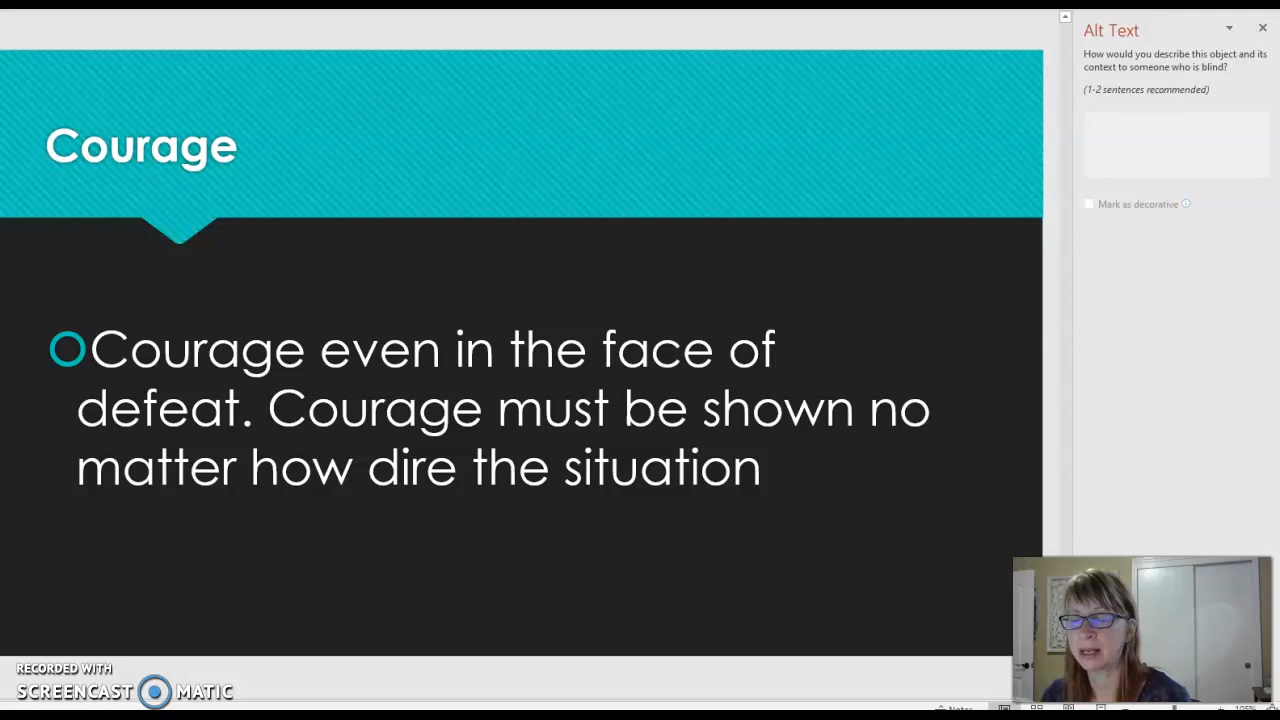 Alt Text
How would you describe this object and its
context to someone who is blind?
(1-2 sentences recommended)
Mark as decorative
Courage
Courage even in the face of
defeat. Courage must be shown no
matter how dire the situation
RECORDED WITH
SCREENCAST MATIC
Notes
105%